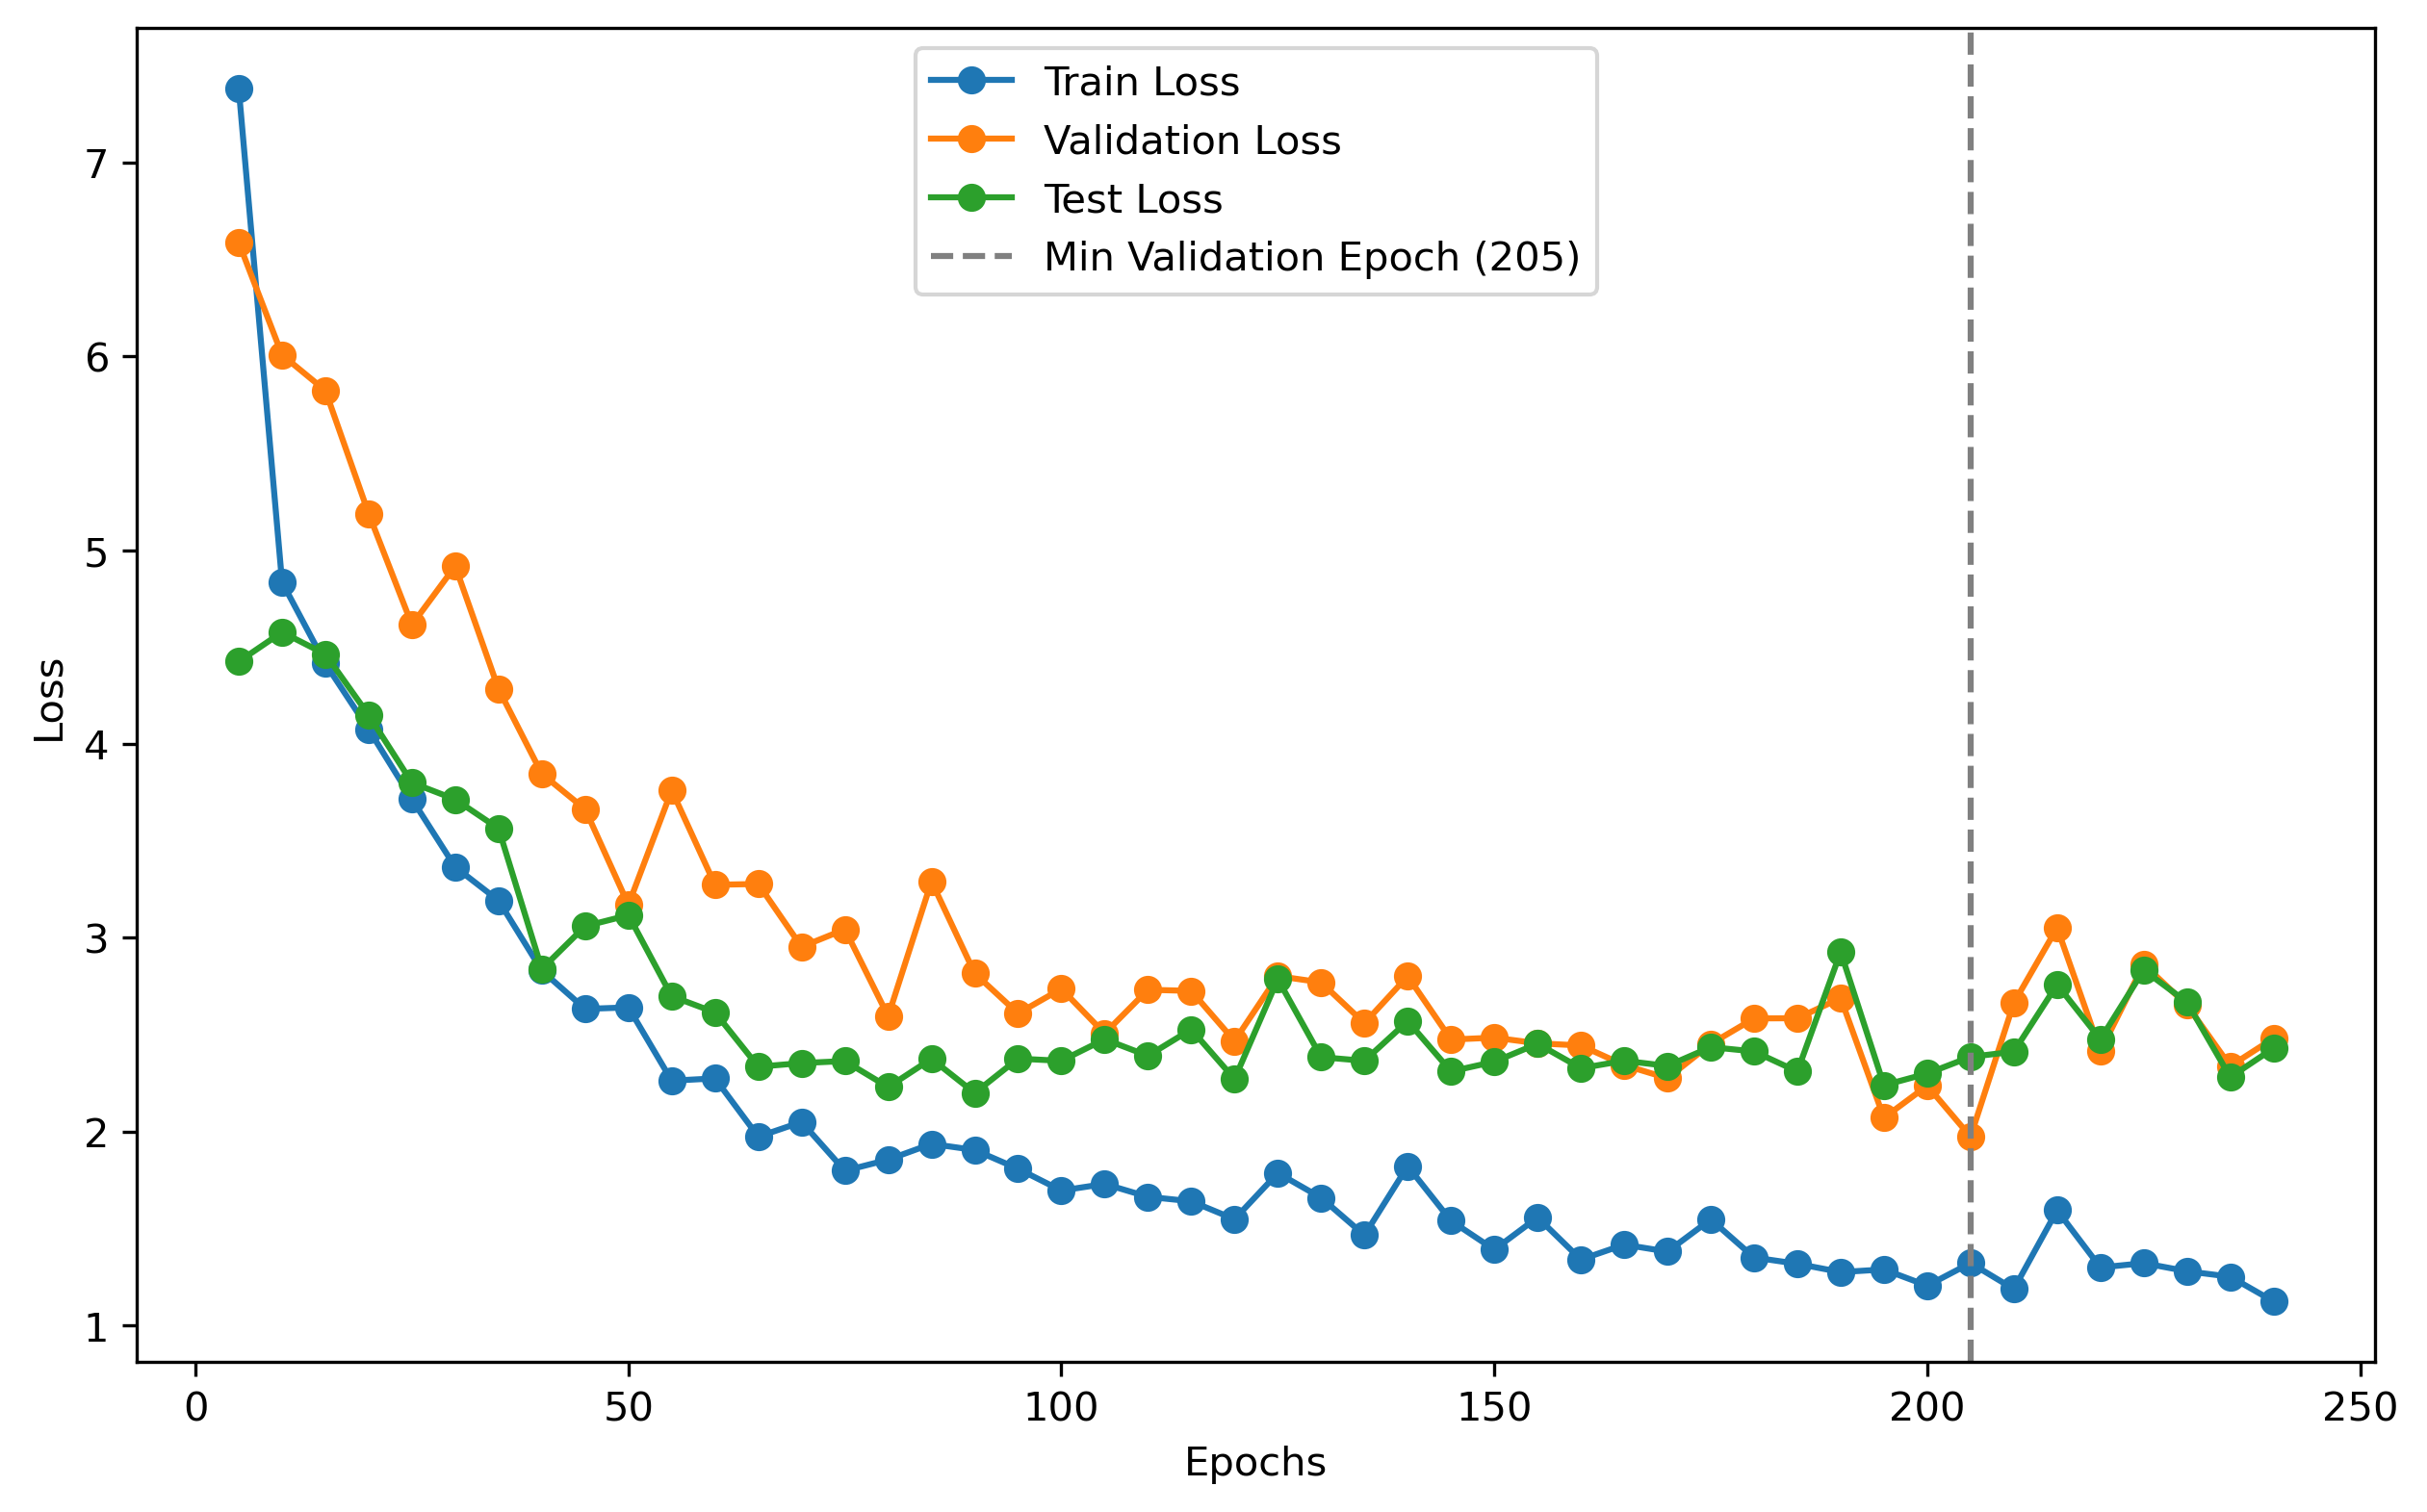 Train Loss
Validation Loss
Test Loss
Min Validation Epoch (205)
7
6
5
4
3
2
1
Loss
0 50 100 150 200 250
Epochs